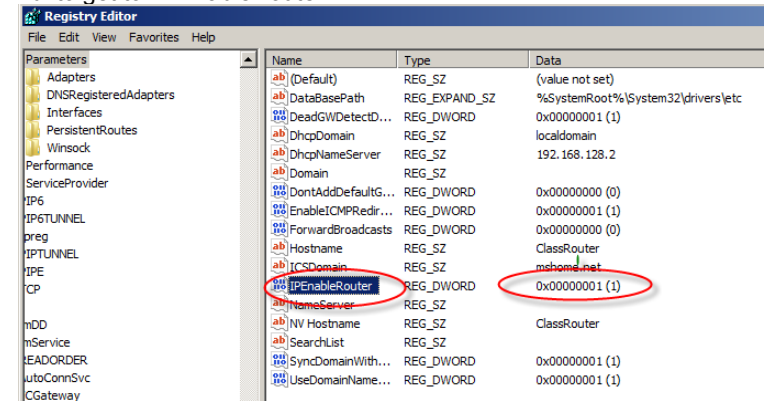 Registry Editor
File Edit View Favorites Help
Parameters
Adapters
DNSRegisteredAdapters
Interfaces
PersistentRoutes
Winsock
Performance
ServiceProvider
IP6
IP6TUNNEL
preg
IPTUNNEL
IPE
CP
mDD
mService
EADORDER
utoConnSvc
CGateway
Name Type Data
(Default) REG_SZ (value not set)
DataBasePath REG_EXPAND_SZ %SystemRoot%\System32\drivers\etc
DeadGWDetectD... REG_DWORD 0x00000001 (1)
DhcpDomain REG_SZ localdomain
DhcpNameServer REG_SZ 192.168.128.2
Domain REG_SZ
DontAddDefaultG... REG_DWORD 0x00000000 (0)
EnableICMPRedir... REG_DWORD 0x00000001 (1)
ForwardBroadcasts REG_DWORD 0x00000000 (0)
Hostname REG_SZ ClassRouter
ICSDomain REG_SZ mshome.net
IPEnableRouter REG_DWORD 0x00000001 (1)
NameServer REG_SZ
NV Hostname REG_SZ ClassRouter
SearchList REG_SZ
SyncDomainWith... REG_DWORD 0x00000001 (1)
UseDomainName... REG_DWORD 0x00000001 (1)